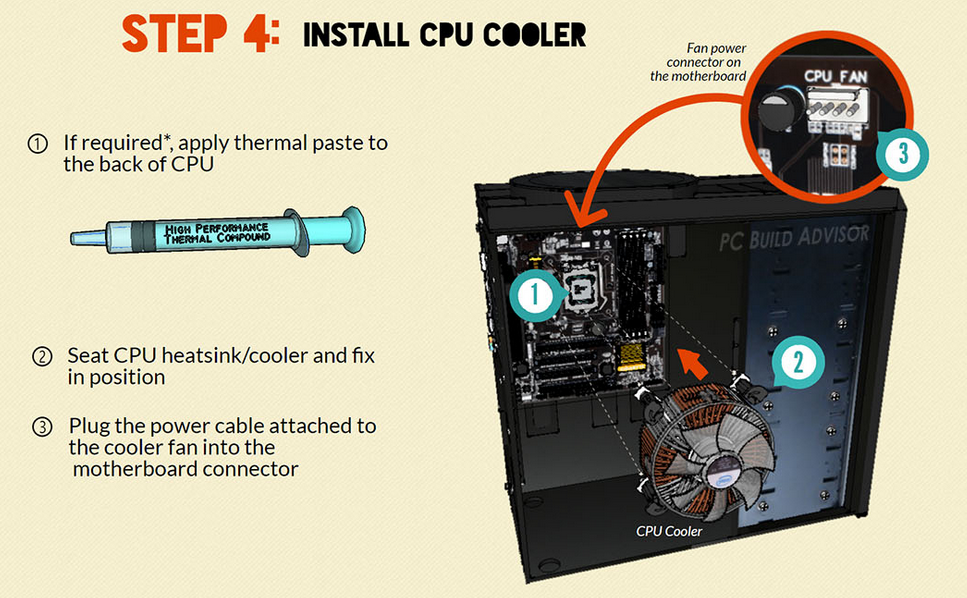 STEP 4: INSTALL CPU COOLER
Fan power
connector on
the motherboard
CPU FAN
3
1 If required*, apply thermal paste to
the back of CPU
HIGH PERFORMANCE
THERMAL COMPOUND
PC BUILD ADVISOR
1
2
2 Seat CPU heatsink/cooler and fix
in position
3 Plug the power cable attached to
the cooler fan into the
motherboard connector
intel
CPU Cooler